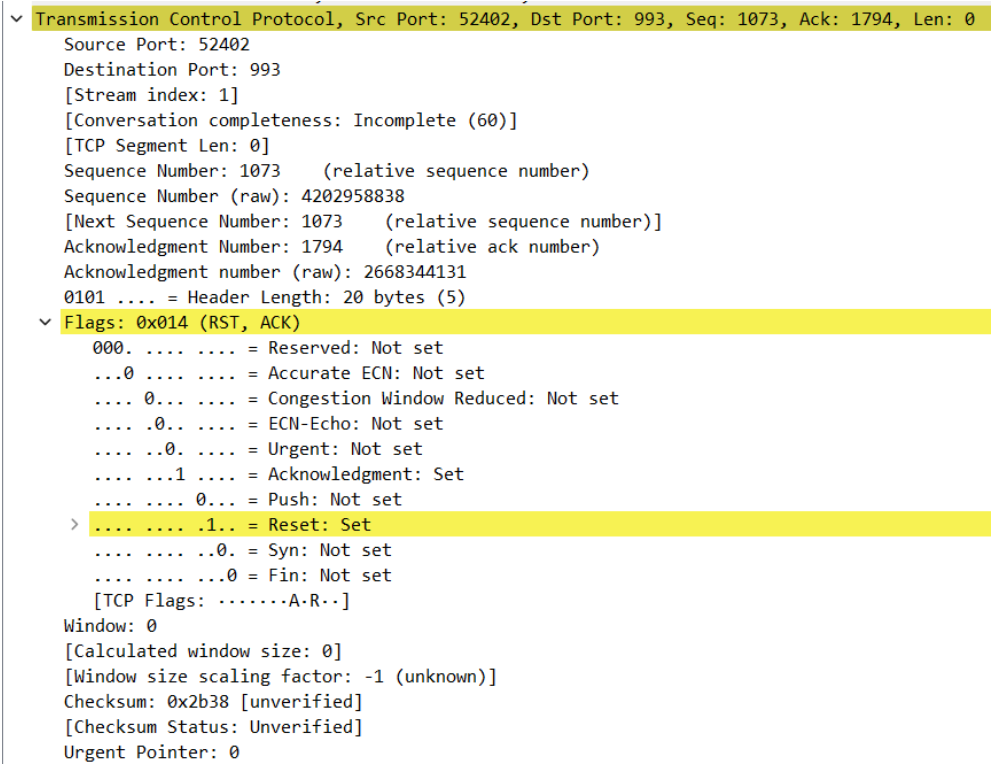 Transmission Control Protocol, Src Port: 52402, Dst Port: 993, Seq: 1073, Ack: 1794, Len: 0
Source Port: 52402
Destination Port: 993
[Stream index: 1]
[Conversation completeness: Incomplete (60)]
[TCP Segment Len: 0]
Sequence Number: 1073    (relative sequence number)
Sequence Number (raw): 4202958838
[Next Sequence Number: 1073    (relative sequence number)]
Acknowledgment Number: 1794    (relative ack number)
Acknowledgment number (raw): 2668344131
0101 .... = Header Length: 20 bytes (5)
Flags: 0x014 (RST, ACK)
000. .... .... = Reserved: Not set
...0 .... .... = Accurate ECN: Not set
.... 0... .... = Congestion Window Reduced: Not set
.... .0.. .... = ECN-Echo: Not set
.... ..0. .... = Urgent: Not set
.... ...1 .... = Acknowledgment: Set
.... .... 0... = Push: Not set
.... .... .1.. = Reset: Set
.... .... ..0. = Syn: Not set
.... .... ...0 = Fin: Not set
[TCP Flags: ·······A·R··]
Window: 0
[Calculated window size: 0]
[Window size scaling factor: -1 (unknown)]
Checksum: 0x2b38 [unverified]
[Checksum Status: Unverified]
Urgent Pointer: 0